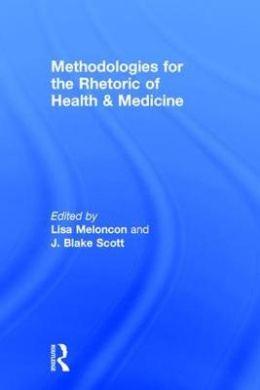 Methodologies for
the Rhetoric of
Health & Medicine
Edited by
Lisa Meloncon and
J. Blake Scott
ROUTLEDGE